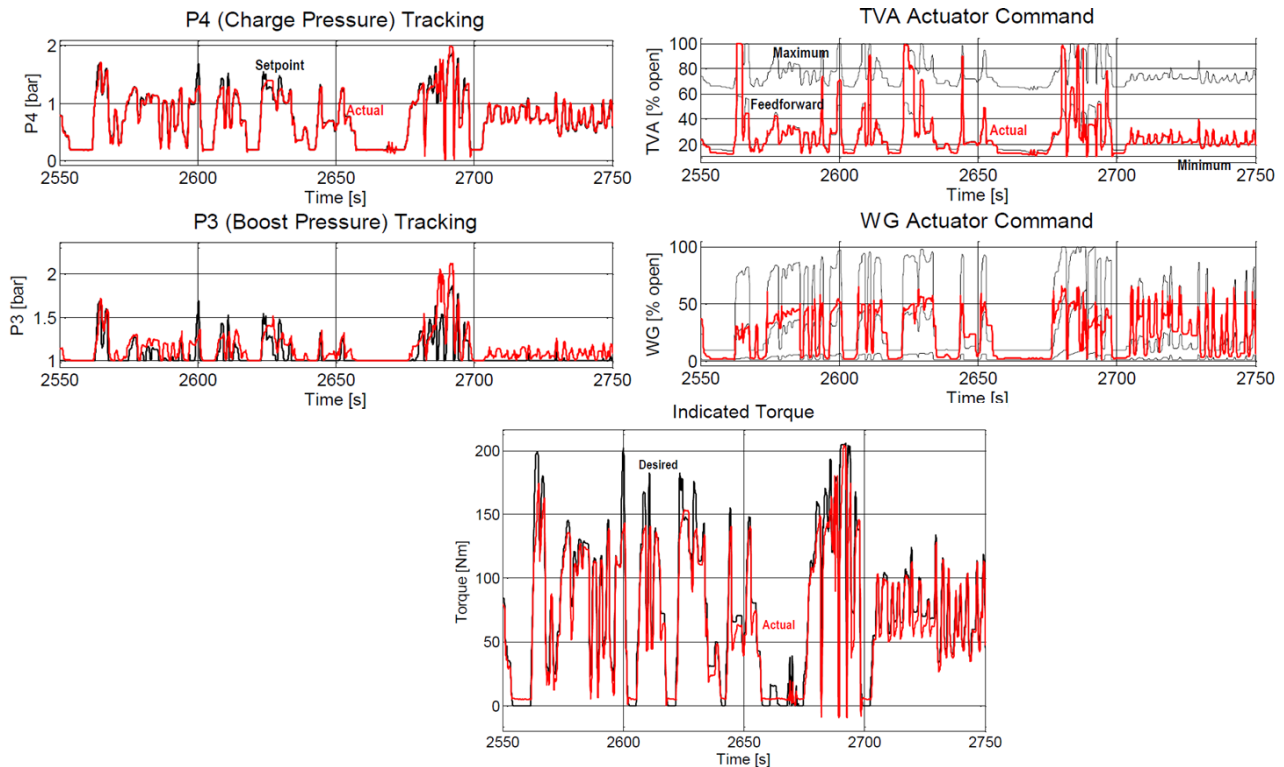 P4 (Charge Pressure) Tracking
2
1
0
P4 [bar]
Setpoint
Actual
2550 2600 2650 2700 2750
Time [s]
TVA Actuator Command
100
80
60
40
20
TVA [% open]
Maximum
Feedforward
Actual
Minimum
2550 2600 2650 2700 2750
Time [s]
P3 (Boost Pressure) Tracking
2
1.5
1
P3 [bar]
2550 2600 2650 2700 2750
Time [s]
WG Actuator Command
100
50
0
WG [% open]
2550 2600 2650 2700 2750
Time [s]
Indicated Torque
200
150
100
50
0
Torque [Nm]
Desired
Actual
2550 2600 2650 2700 2750
Time [s]